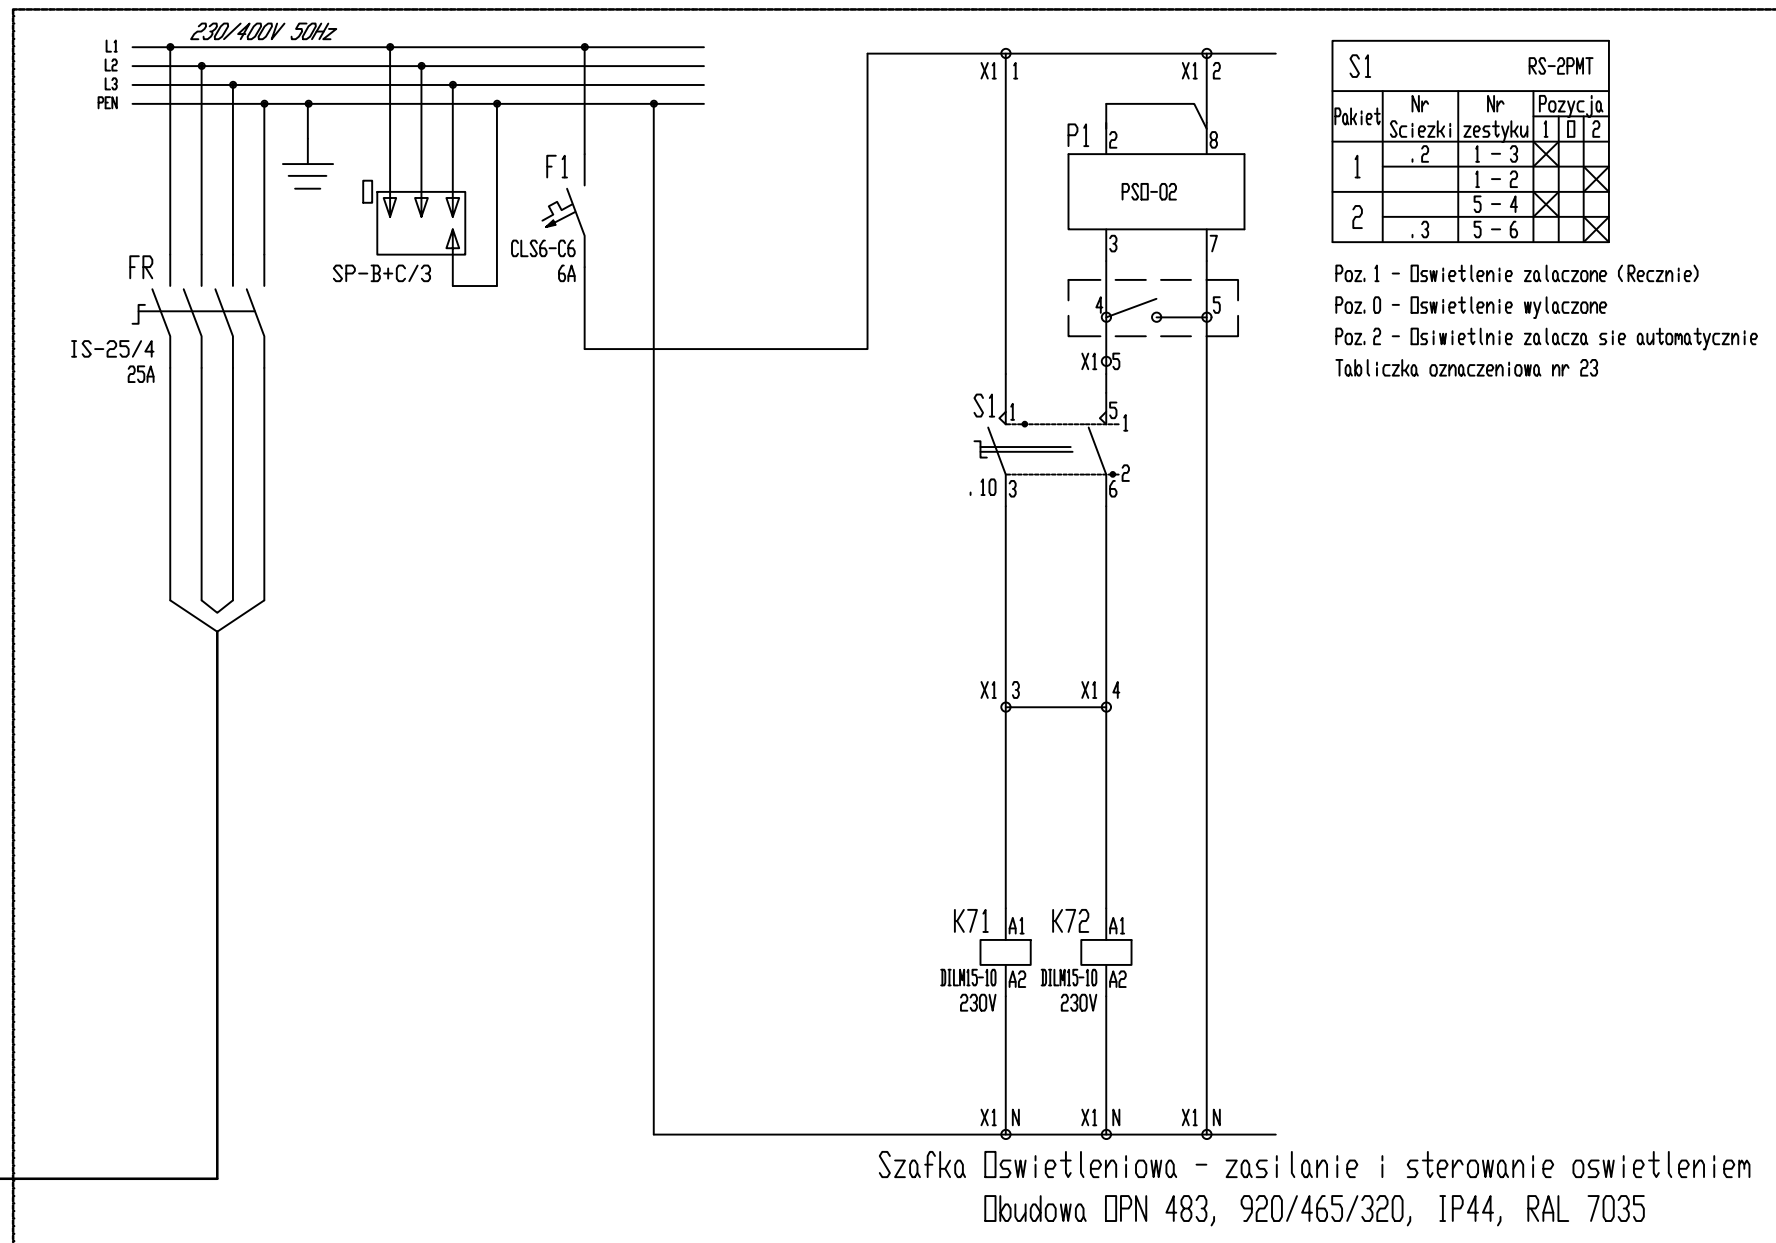 230/400V 50Hz
L1
L2
L3
PEN
FR
IS-25/4
25A
SP-B+C/3
F1
CLS6-C6
6A
X1 1
X1 2
P1 2 8
PSO-02
3 7
4 5
X1 5
S1 1 5 1
.10 3 6 2
X1 3 X1 4
K71 A1 K72 A1
DILM15-10 A2 DILM15-10 A2
230V 230V
X1 N X1 N X1 N
S1 RS-2PMT
Pakiet Nr Sciezki Nr zestyku Pozycja
1 0 2
1 .2 1 - 3
1 - 2
2 5 - 4
.3 5 - 6
Poz. 1 - Oswietlenie zalaczone (Recznie)
Poz. 0 - Oswietlenie wylaczone
Poz. 2 - Osiwietlnie zalacza sie automatycznie
Tabliczka oznaczeniowa nr 23
Szafka Oswietleniowa - zasilanie i sterowanie oswietleniem
Obudowa OPN 483, 920/465/320, IP44, RAL 7035